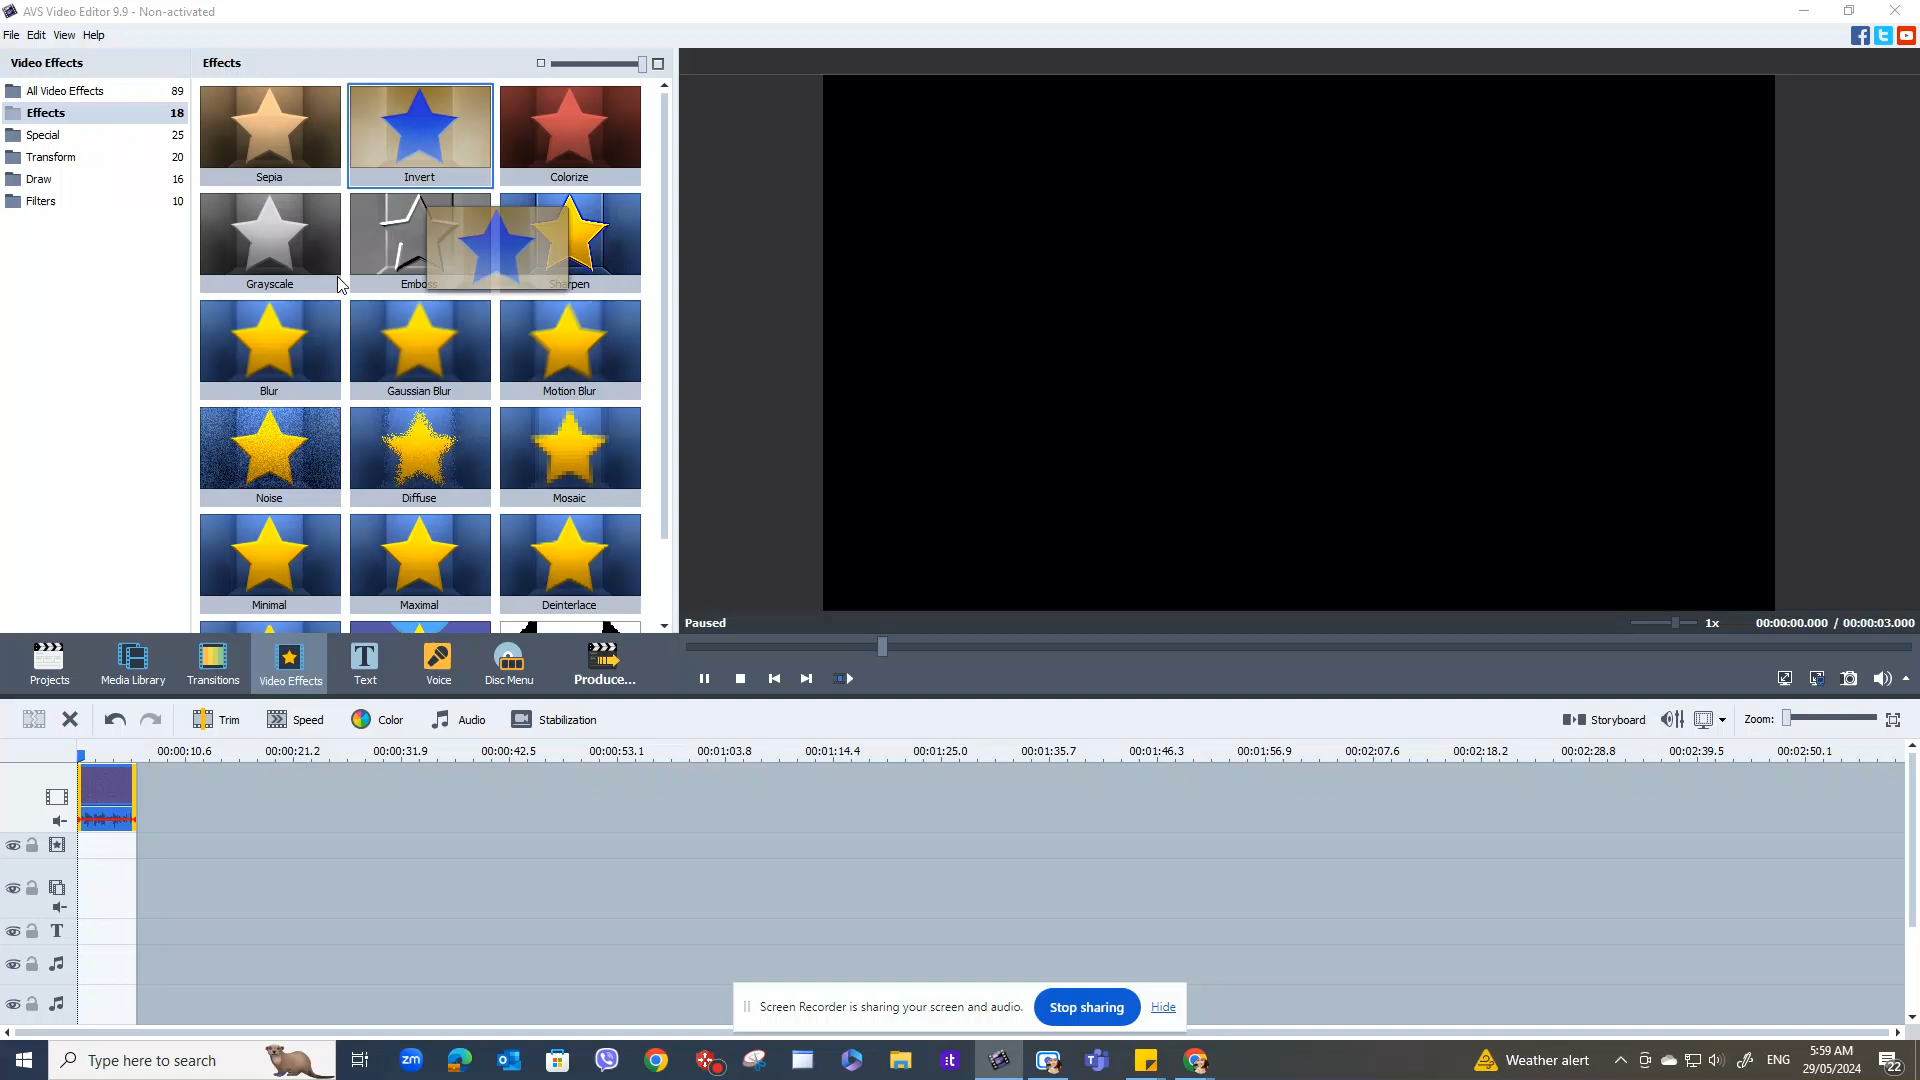 AVS Video Editor 9.9 - Non-activated
File Edit View Help
Video Effects
All Video Effects 89
Effects 18
Special 25
Transform 20
Draw 16
Filters 10
Effects
Sepia Invert Colorize
Grayscale Emboss Sharpen
Blur Gaussian Blur Motion Blur
Noise Diffuse Mosaic
Minimal Maximal Deinterlace
Paused 1x 00:00:00.000 / 00:00:03.000
Projects Media Library Transitions Video Effects Text Voice Disc Menu Produce...
Trim Speed Color Audio Stabilization Storyboard Zoom:
00:00:10.6 00:00:21.2 00:00:31.9 00:00:42.5 00:00:53.1 00:01:03.8 00:01:14.4 00:01:25.0 00:01:35.7 00:01:46.3 00:01:56.9 00:02:07.6 00:02:18.2 00:02:28.8 00:02:39.5 00:02:50.1
Screen Recorder is sharing your screen and audio. Stop sharing Hide
Type here to search
zm
:t
Weather alert
ENG
5:59 AM
29/05/2024
22